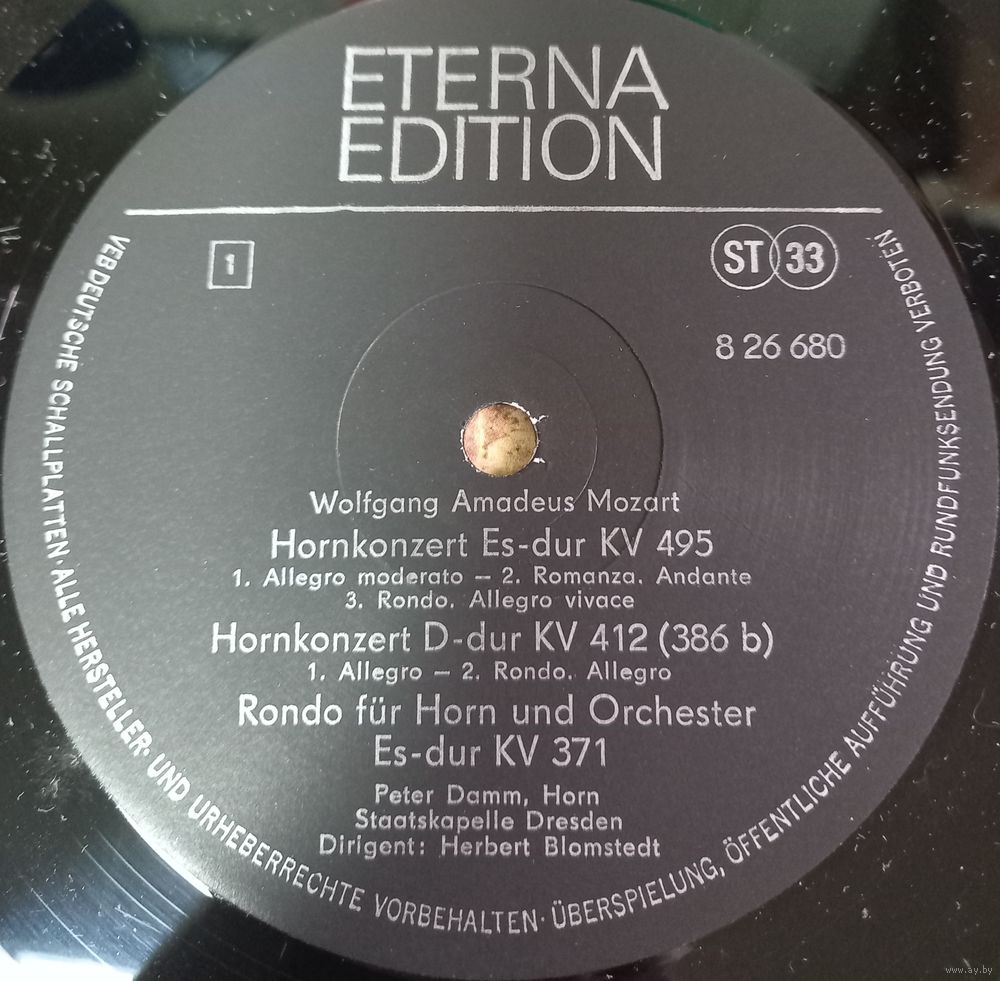 ETERNA
EDITION
1
ST 33
8 26 680
Wolfgang Amadeus Mozart
Hornkonzert Es-dur KV 495
1. Allegro moderato – 2. Romanza. Andante
3. Rondo. Allegro vivace
Hornkonzert D-dur KV 412 (386 b)
1. Allegro – 2. Rondo. Allegro
Rondo für Horn und Orchester
Es-dur KV 371
Peter Damm, Horn
Staatskapelle Dresden
Dirigent: Herbert Blomstedt
VEB DEUTSCHE SCHALLPLATTEN · ALLE HERSTELLER- UND URHEBERRECHTE VORBEHALTEN · ÜBERSPIELUNG, ÖFFENTLICHE AUFFÜHRUNG UND RUNDFUNKSENDUNG VERBOTEN
www.ay.by